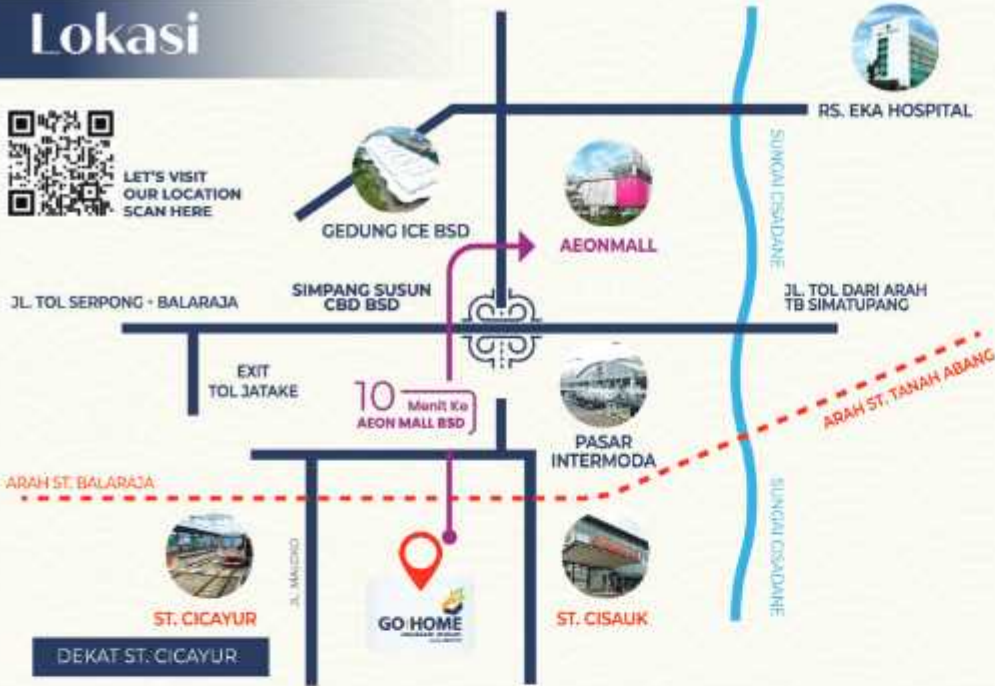 Lokasi
LET'S VISIT
OUR LOCATION
SCAN HERE
RS. EKA HOSPITAL
GEDUNG ICE BSD
AEONMALL
SUNGAI CISADANE
JL. TOL SERPONG - BALARAJA
SIMPANG SUSUN
CBD BSD
JL. TOL DARI ARAH
TB SIMATUPANG
EXIT
TOL JATAKE
10 Menit Ke
AEON MALL BSD
PASAR
INTERMODA
ARAH ST. TANAH ABANG
ARAH ST. BALARAJA
SUNGAI CISADANE
ST. CICAYUR
JL. MALOKO
GO HOME
ST. CISAUK
DEKAT ST. CICAYUR